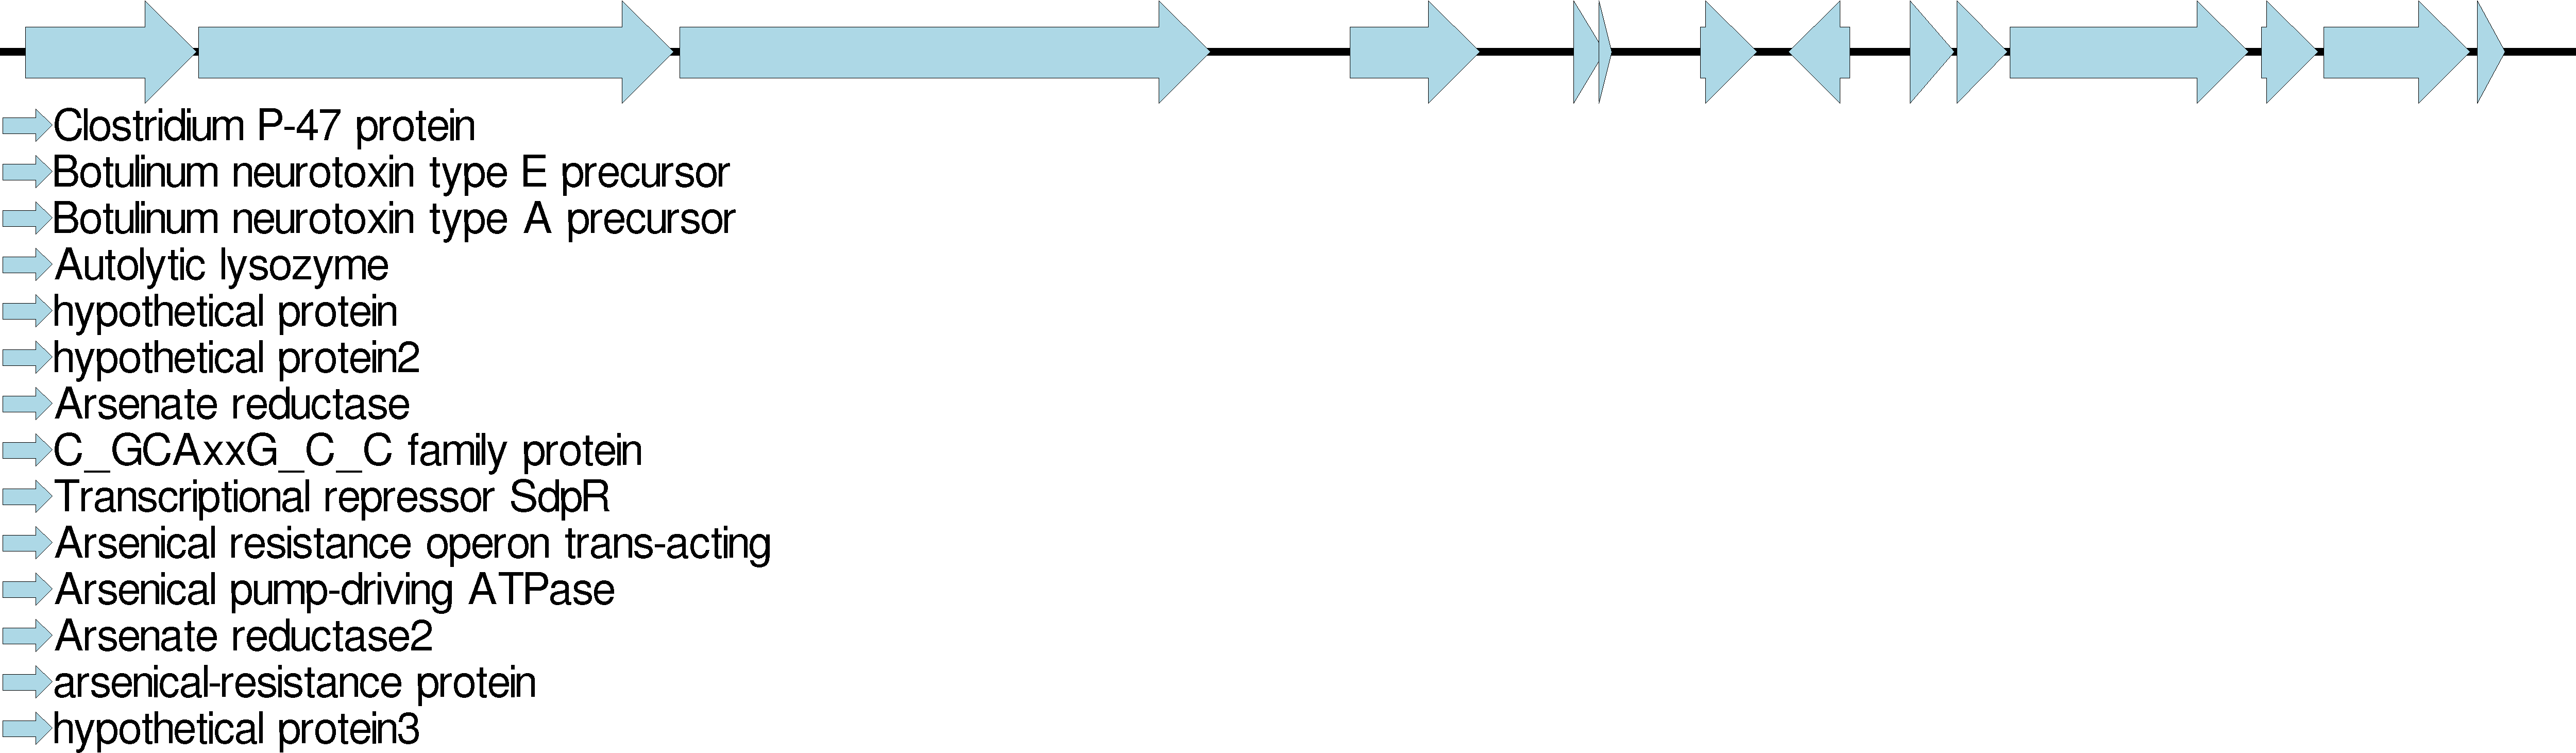 Clostridium P-47 protein
Botulinum neurotoxin type E precursor
Botulinum neurotoxin type A precursor
Autolytic lysozyme
hypothetical protein
hypothetical protein2
Arsenate reductase
C_GCAxxG_C_C family protein
Transcriptional repressor SdpR
Arsenical resistance operon trans-acting
Arsenical pump-driving ATPase
Arsenate reductase2
arsenical-resistance protein
hypothetical protein3